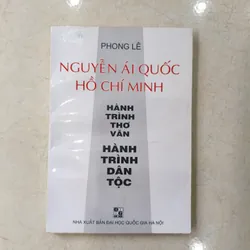 PHONG LÊ
NGUYỄN ÁI QUỐC
HỒ CHÍ MINH
HÀNH
TRÌNH
THƠ
VĂN
HÀNH
TRÌNH
DÂN
TỘC
NHÀ XUẤT BẢN ĐẠI HỌC QUỐC GIA HÀ NỘI